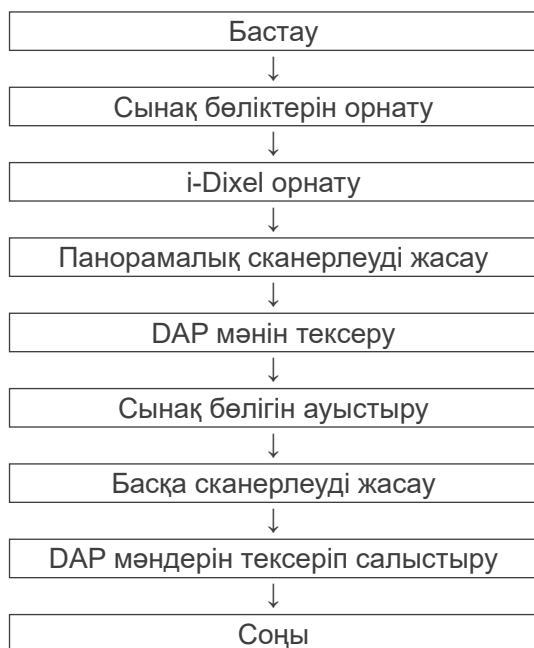 Бастау
↓
Сынақ бөліктерін орнату
↓
i-Dixel орнату
↓
Панорамалық сканерлеуді жасау
↓
DAP мәнін тексеру
↓
Сынақ бөлігін ауыстыру
↓
Басқа сканерлеуді жасау
↓
DAP мәндерін тексеріп салыстыру
↓
Соңы